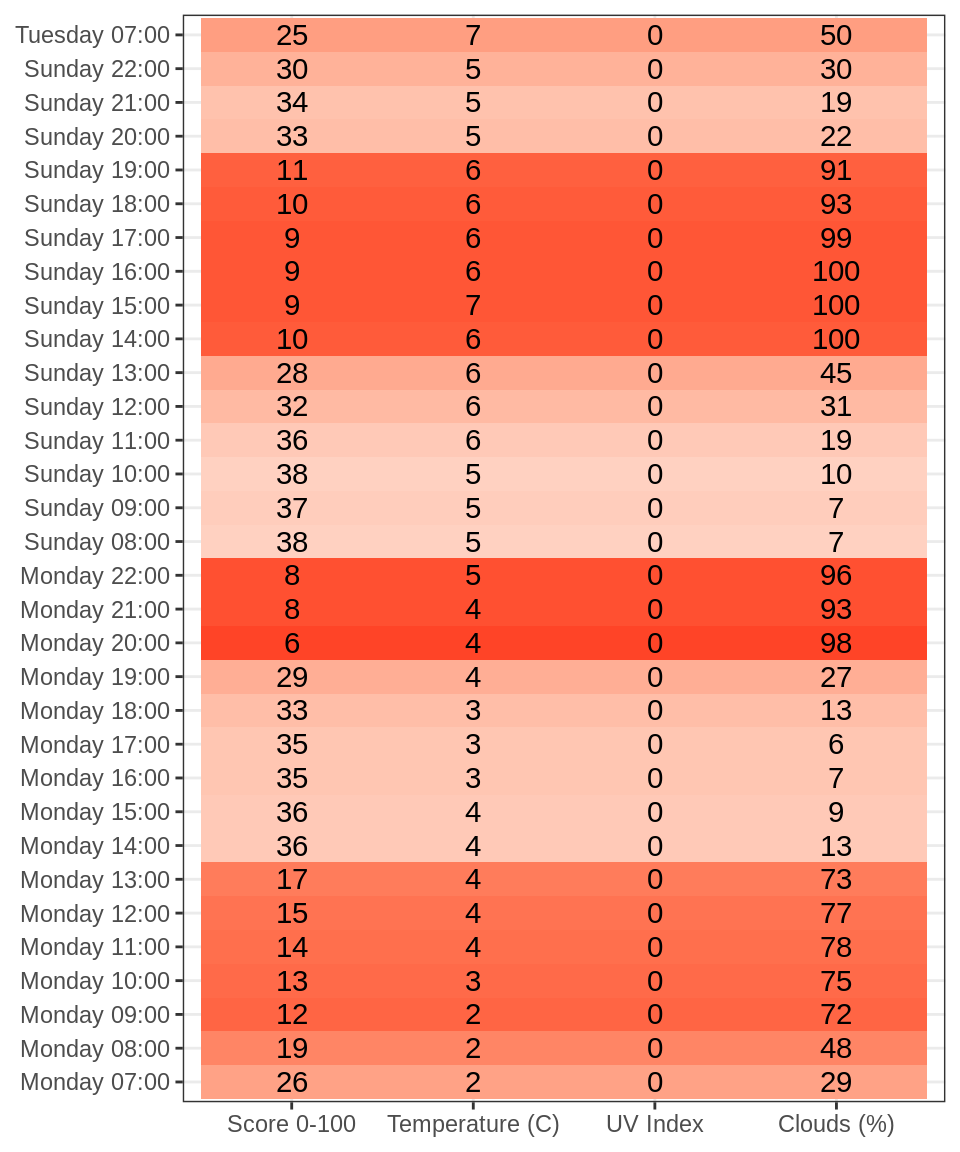 Tuesday 07:00 25 7 0 50
Sunday 22:00 30 5 0 30
Sunday 21:00 34 5 0 19
Sunday 20:00 33 5 0 22
Sunday 19:00 11 6 0 91
Sunday 18:00 10 6 0 93
Sunday 17:00 9 6 0 99
Sunday 16:00 9 6 0 100
Sunday 15:00 9 7 0 100
Sunday 14:00 10 6 0 100
Sunday 13:00 28 6 0 45
Sunday 12:00 32 6 0 31
Sunday 11:00 36 6 0 19
Sunday 10:00 38 5 0 10
Sunday 09:00 37 5 0 7
Sunday 08:00 38 5 0 7
Monday 22:00 8 5 0 96
Monday 21:00 8 4 0 93
Monday 20:00 6 4 0 98
Monday 19:00 29 4 0 27
Monday 18:00 33 3 0 13
Monday 17:00 35 3 0 6
Monday 16:00 35 3 0 7
Monday 15:00 36 4 0 9
Monday 14:00 36 4 0 13
Monday 13:00 17 4 0 73
Monday 12:00 15 4 0 77
Monday 11:00 14 4 0 78
Monday 10:00 13 3 0 75
Monday 09:00 12 2 0 72
Monday 08:00 19 2 0 48
Monday 07:00 26 2 0 29
Score 0-100 Temperature (C) UV Index Clouds (%)